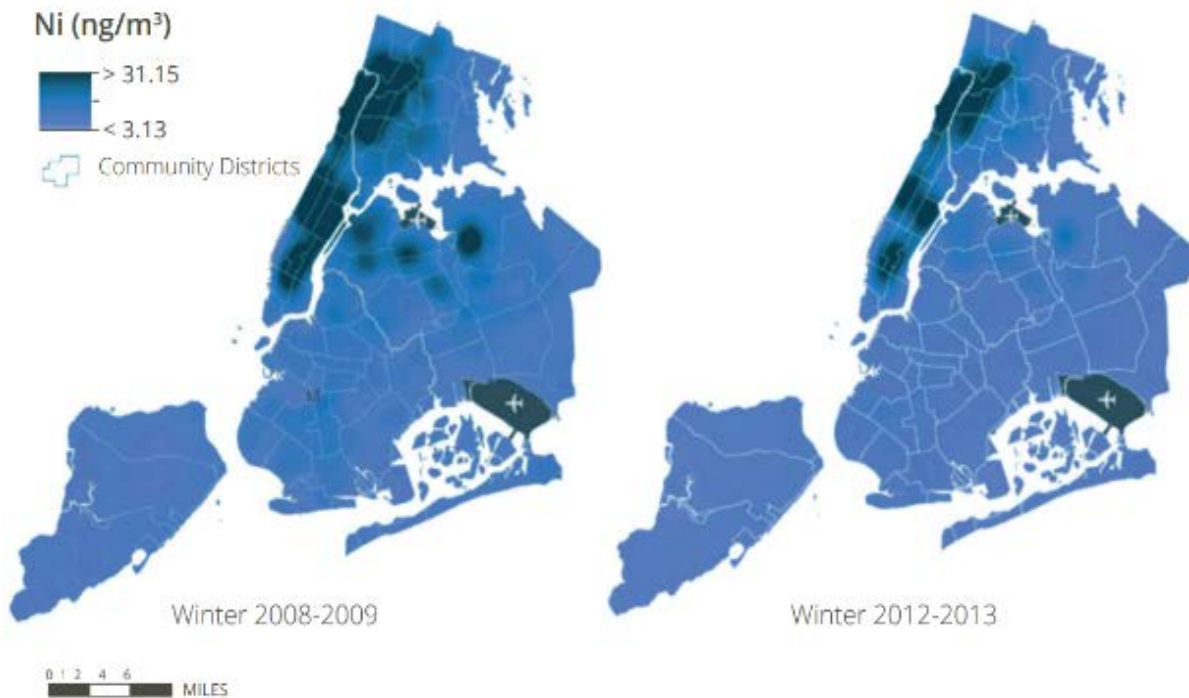 Ni (ng/m³)
> 31.15
< 3.13
Community Districts
Winter 2008-2009
Winter 2012-2013
0 1 2 4 6
MILES